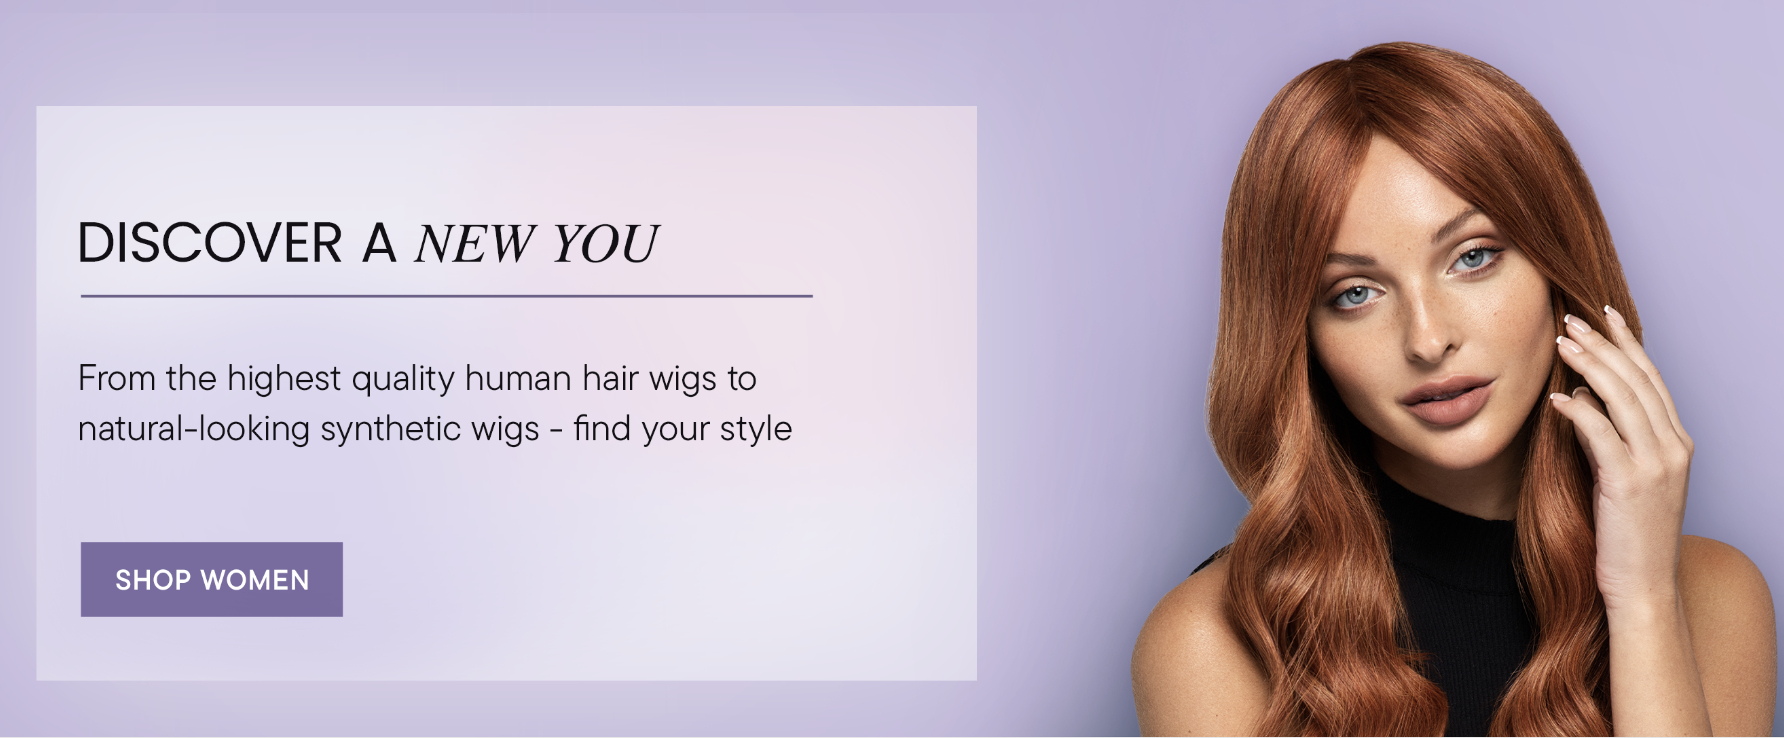 DISCOVER A NEW YOU
From the highest quality human hair wigs to
natural-looking synthetic wigs - find your style
SHOP WOMEN